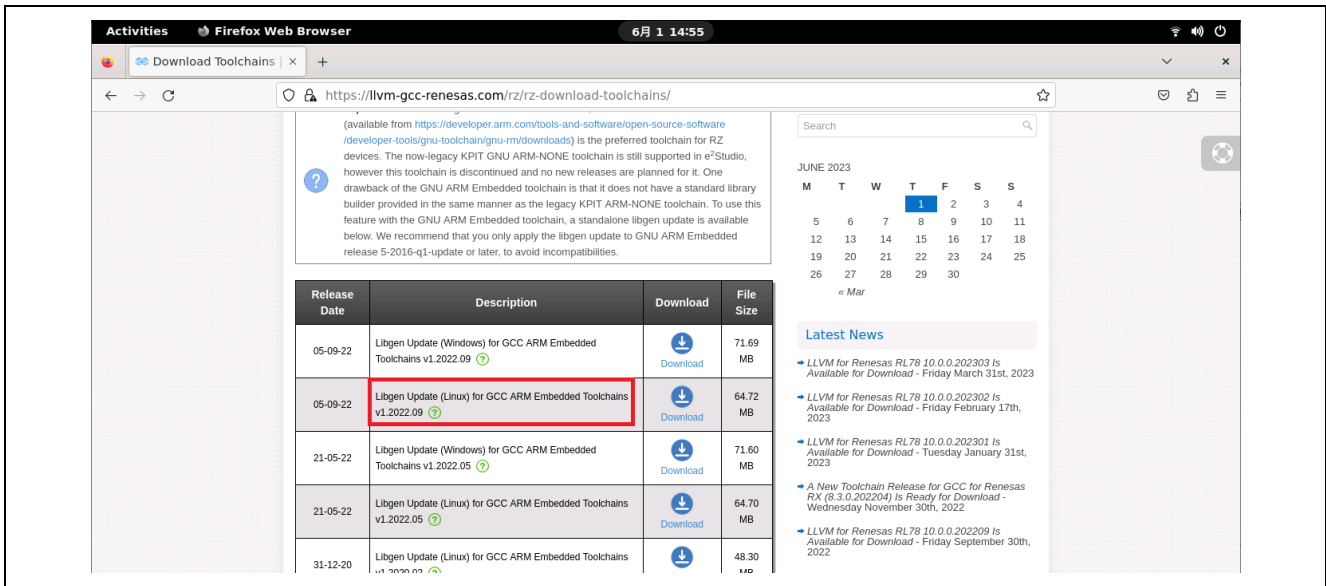 Activities Firefox Web Browser 6月 1 14:55
Download Toolchains | × +
https://llvm-gcc-renesas.com/rz/rz-download-toolchains/
(available from https://developer.arm.com/tools-and-software/open-source-software
/developer-tools/gnu-toolchain/gnu-rm/downloads) is the preferred toolchain for RZ
devices. The now-legacy KPIT GNU ARM-NONE toolchain is still supported in e²Studio,
however this toolchain is discontinued and no new releases are planned for it. One
drawback of the GNU ARM Embedded toolchain is that it does not have a standard library
builder provided in the same manner as the legacy KPIT ARM-NONE toolchain. To use this
feature with the GNU ARM Embedded toolchain, a standalone libgen update is available
below. We recommend that you only apply the libgen update to GNU ARM Embedded
release 5-2016-q1-update or later, to avoid incompatibilities.
Release Date Description Download File Size
05-09-22 Libgen Update (Windows) for GCC ARM Embedded
Toolchains v1.2022.09 ? Download 71.69 MB
05-09-22 Libgen Update (Linux) for GCC ARM Embedded Toolchains
v1.2022.09 ? Download 64.72 MB
21-05-22 Libgen Update (Windows) for GCC ARM Embedded
Toolchains v1.2022.05 ? Download 71.60 MB
21-05-22 Libgen Update (Linux) for GCC ARM Embedded Toolchains
v1.2022.05 ? Download 64.70 MB
31-12-20 Libgen Update (Linux) for GCC ARM Embedded Toolchains
48.30
Search
JUNE 2023
M T W T F S S
1 2 3 4
5 6 7 8 9 10 11
12 13 14 15 16 17 18
19 20 21 22 23 24 25
26 27 28 29 30
« Mar
Latest News
LLVM for Renesas RL78 10.0.0.202303 Is
Available for Download - Friday March 31st, 2023
LLVM for Renesas RL78 10.0.0.202302 Is
Available for Download - Friday February 17th,
2023
LLVM for Renesas RL78 10.0.0.202301 Is
Available for Download - Tuesday January 31st,
2023
A New Toolchain Release for GCC for Renesas
RX (8.3.0.202204) Is Ready for Download -
Wednesday November 30th, 2022
LLVM for Renesas RL78 10.0.0.202209 Is
Available for Download - Friday September 30th,
2022